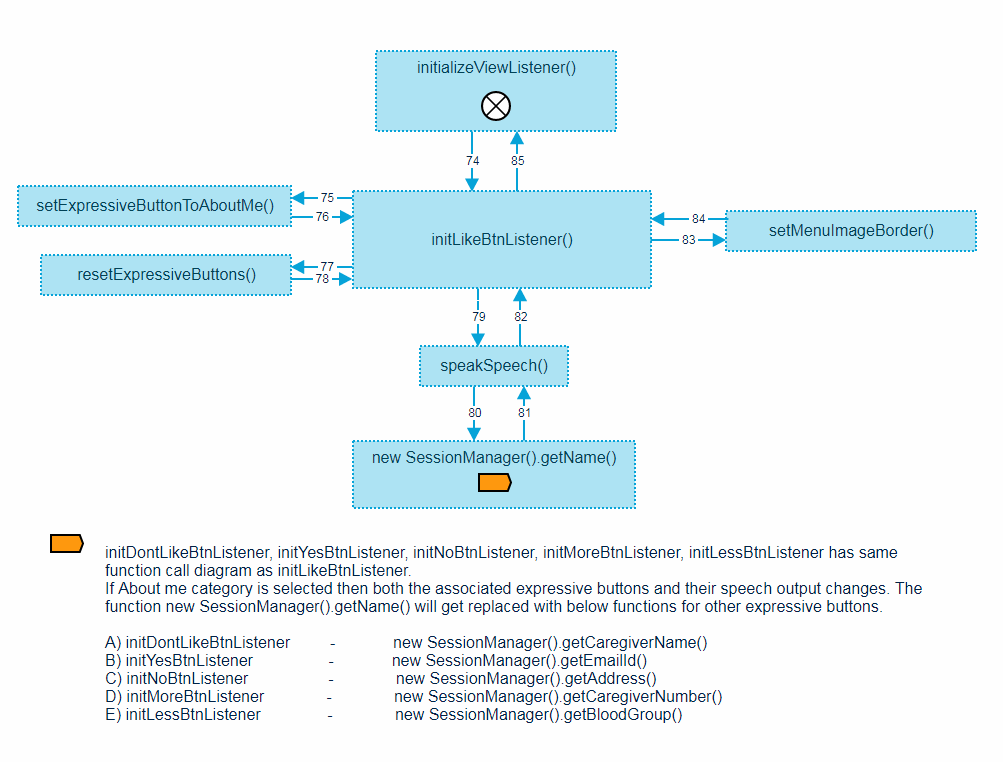 initializeViewListener()
74
85
setExpressiveButtonToAboutMe()
75
76
initLikeBtnListener()
84
83
setMenuImageBorder()
resetExpressiveButtons()
77
78
79
82
speakSpeech()
80
81
new SessionManager().getName()
initDontLikeBtnListener, initYesBtnListener, initNoBtnListener, initMoreBtnListener, initLessBtnListener has same
function call diagram as initLikeBtnListener.
If About me category is selected then both the associated expressive buttons and their speech output changes. The
function new SessionManager().getName() will get replaced with below functions for other expressive buttons.
A) initDontLikeBtnListener - new SessionManager().getCaregiverName()
B) initYesBtnListener - new SessionManager().getEmailId()
C) initNoBtnListener - new SessionManager().getAddress()
D) initMoreBtnListener - new SessionManager().getCaregiverNumber()
E) initLessBtnListener - new SessionManager().getBloodGroup()